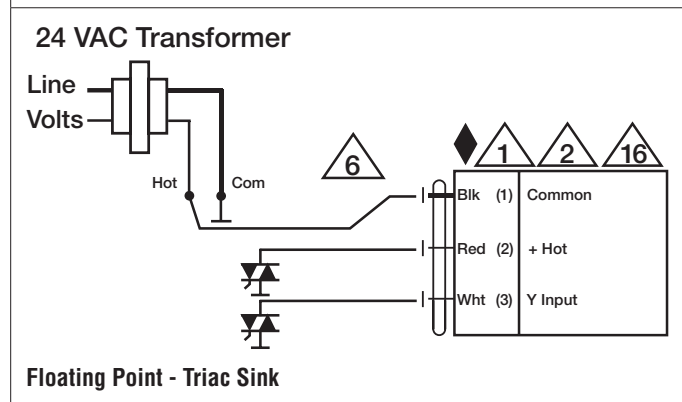 24 VAC Transformer
Line
Volts
Hot
Com
6
1
2
16
Blk (1) Common
Red (2) + Hot
Wht (3) Y Input
Floating Point - Triac Sink